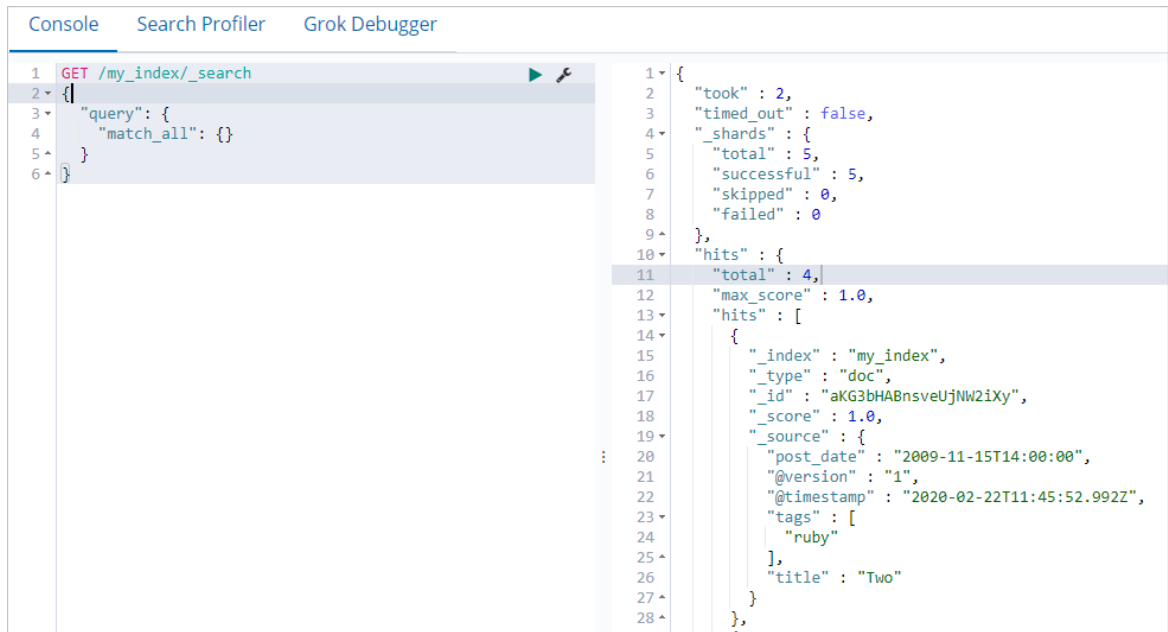 Console Search Profiler Grok Debugger
1 GET /my_index/_search
2 {
3 "query": {
4 "match_all": {}
5 }
6 }
1 {
2 "took" : 2,
3 "timed_out" : false,
4 "_shards" : {
5 "total" : 5,
6 "successful" : 5,
7 "skipped" : 0,
8 "failed" : 0
9 },
10 "hits" : {
11 "total" : 4,
12 "max_score" : 1.0,
13 "hits" : [
14 {
15 "_index" : "my_index",
16 "_type" : "doc",
17 "_id" : "aKG3bHABnsveUjNW2iXy",
18 "_score" : 1.0,
19 "_source" : {
20 "post_date" : "2009-11-15T14:00:00",
21 "@version" : "1",
22 "@timestamp" : "2020-02-22T11:45:52.992Z",
23 "tags" : [
24 "ruby"
25 ],
26 "title" : "Two"
27 }
28 },